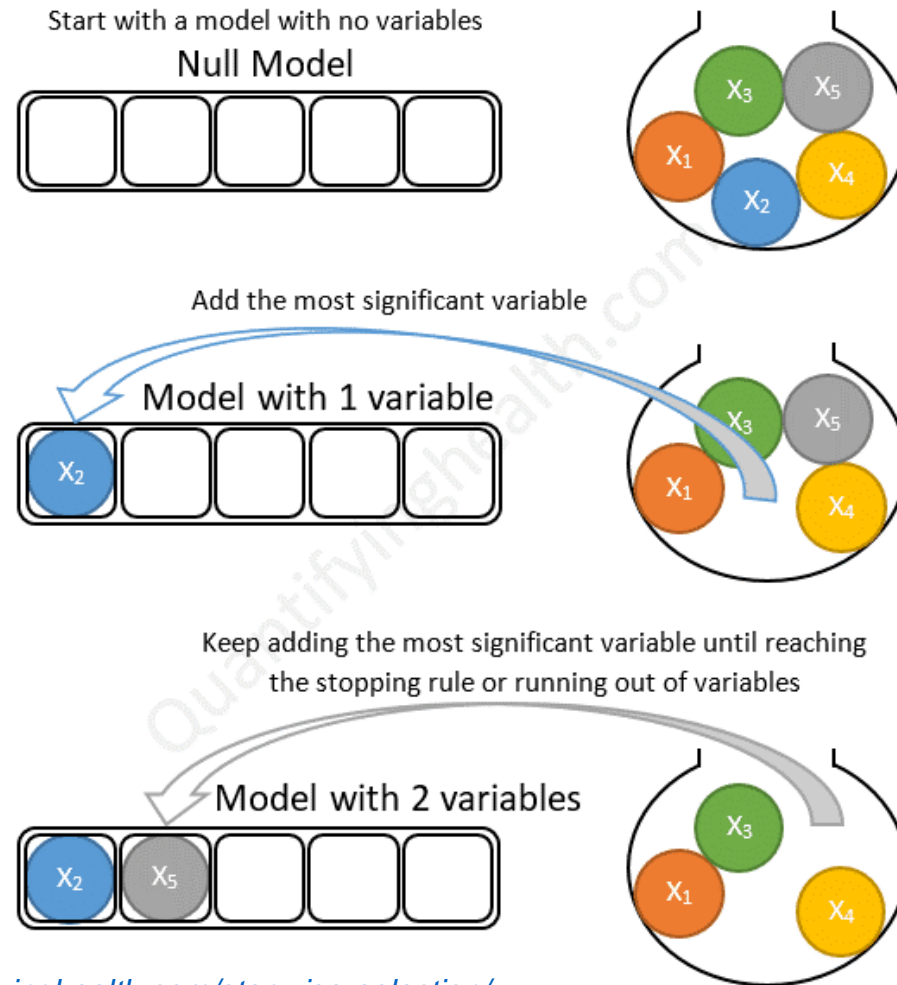 Start with a model with no variables
Null Model
X₃ X₅
X₁ X₂ X₄
Add the most significant variable
Model with 1 variable
X₂
X₃ X₅
X₁ X₄
Keep adding the most significant variable until reaching
the stopping rule or running out of variables
Model with 2 variables
X₂ X₅
X₃
X₁ X₄
Quantifyinghealth.com